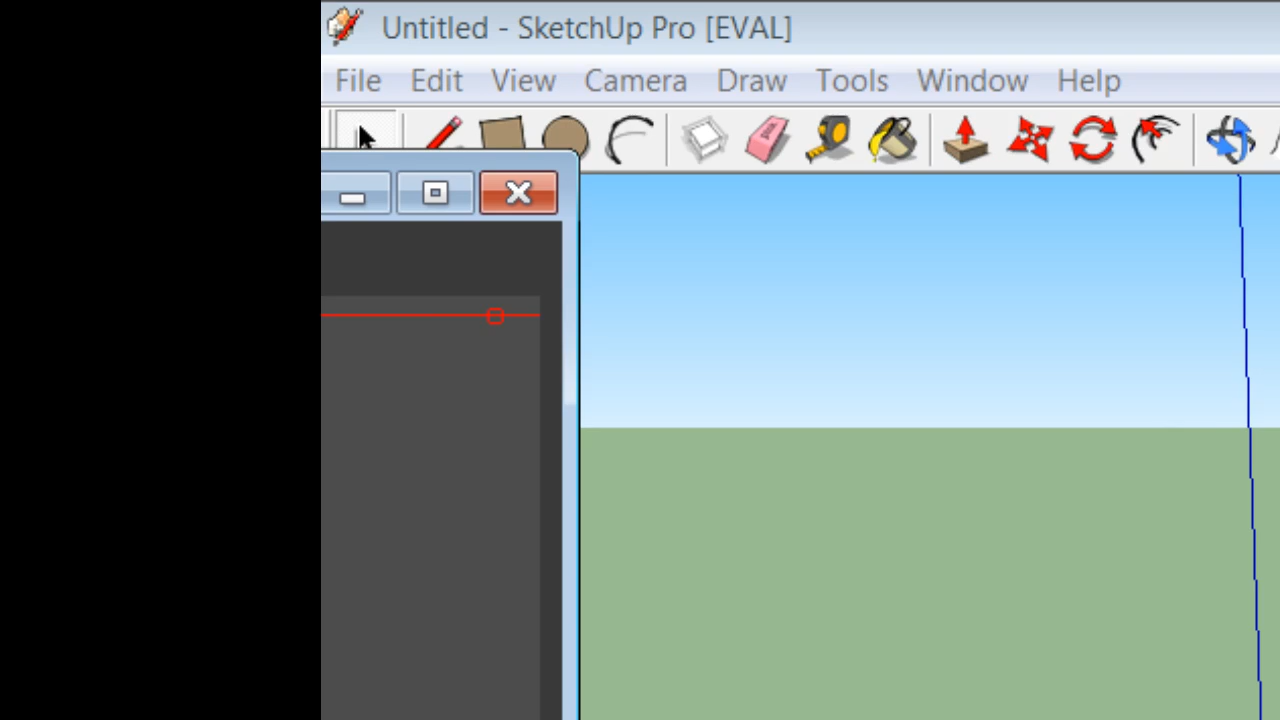 Untitled - SketchUp Pro [EVAL]
File Edit View Camera Draw Tools Window Help